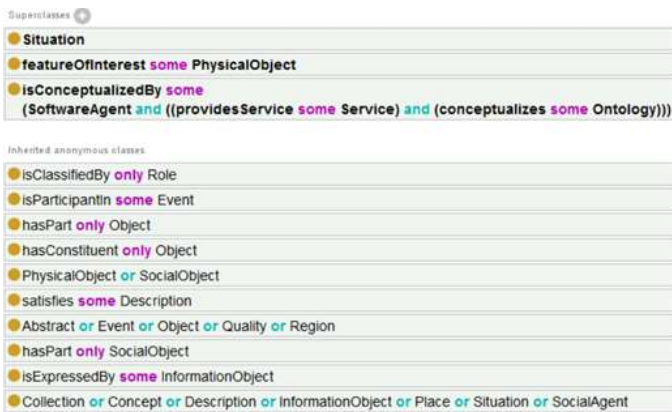 Superclasses
Situation
featureOfInterest some PhysicalObject
isConceptualizedBy some
(SoftwareAgent and ((providesService some Service) and (conceptualizes some Ontology)))
Inherited anonymous classes
isClassifiedBy only Role
isParticipantIn some Event
hasPart only Object
hasConstituent only Object
PhysicalObject or SocialObject
satisfies some Description
Abstract or Event or Object or Quality or Region
hasPart only SocialObject
isExpressedBy some InformationObject
Collection or Concept or Description or InformationObject or Place or Situation or SocialAgent